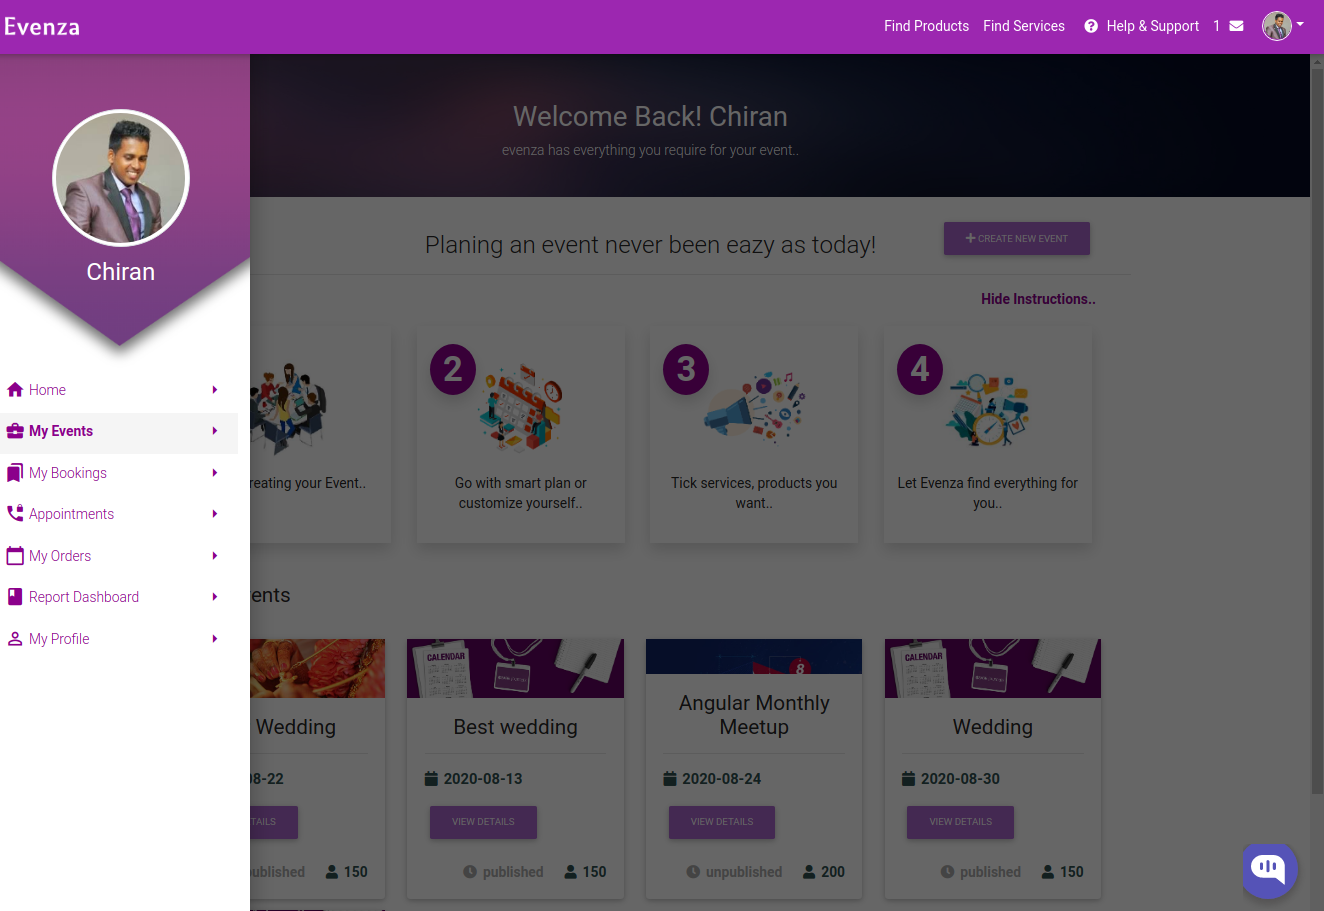 Evenza
Find Products
Find Services
Help & Support
1
Chiran
Home
My Events
My Bookings
Appointments
My Orders
Report Dashboard
My Profile
Welcome Back! Chiran
evenza has everything you require for your event..
Planing an event never been eazy as today!
CREATE NEW EVENT
Hide Instructions..
reating your Event..
2
Go with smart plan or
customize yourself..
3
Tick services, products you
want..
4
Let Evenza find everything for
you..
ents
Wedding
8-22
TAILS
ublished
150
CALENDAR
Best wedding
2020-08-13
VIEW DETAILS
published
150
8
Angular Monthly
Meetup
2020-08-24
VIEW DETAILS
unpublished
200
CALENDAR
Wedding
2020-08-30
VIEW DETAILS
published
150